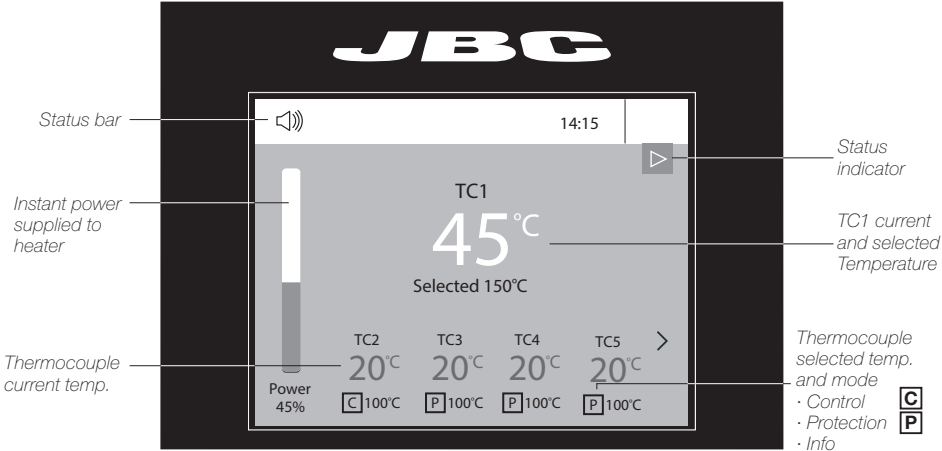 JBC
Status bar
14:15
Status
indicator
Instant power
supplied to
heater
TC1
45°C
Selected 150°C
TC1 current
and selected
Temperature
Thermocouple
current temp.
TC2 TC3 TC4 TC5 >
20°C 20°C 20°C 20°C
C 100°C P 100°C P 100°C P 100°C
Power
45%
Thermocouple
selected temp.
and mode
· Control C
· Protection P
· Info